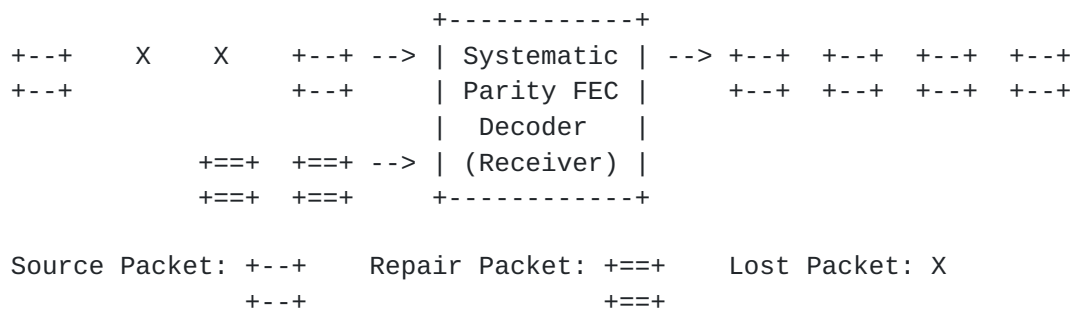 +------------+
+--+    X    X    +--+ --> | Systematic | --> +--+  +--+  +--+  +--+
+--+              +--+     | Parity FEC |     +--+  +--+  +--+  +--+
                           |  Decoder   |
            +==+  +==+ --> | (Receiver) |
            +==+  +==+     +------------+

Source Packet: +--+    Repair Packet: +==+    Lost Packet: X
               +--+                   +==+